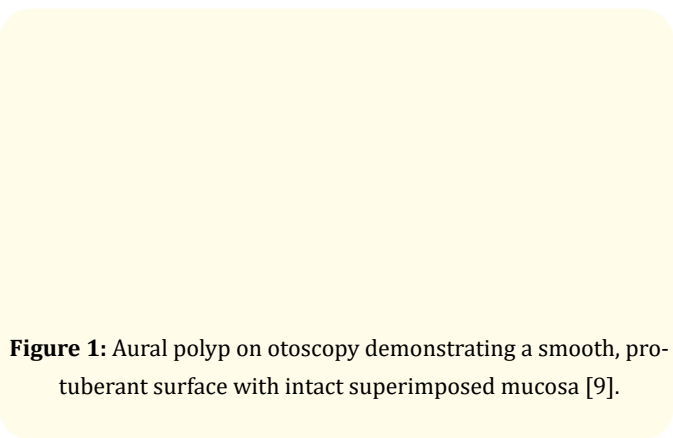 Figure 1: Aural polyp on otoscopy demonstrating a smooth, pro-
tuberant surface with intact superimposed mucosa [9].